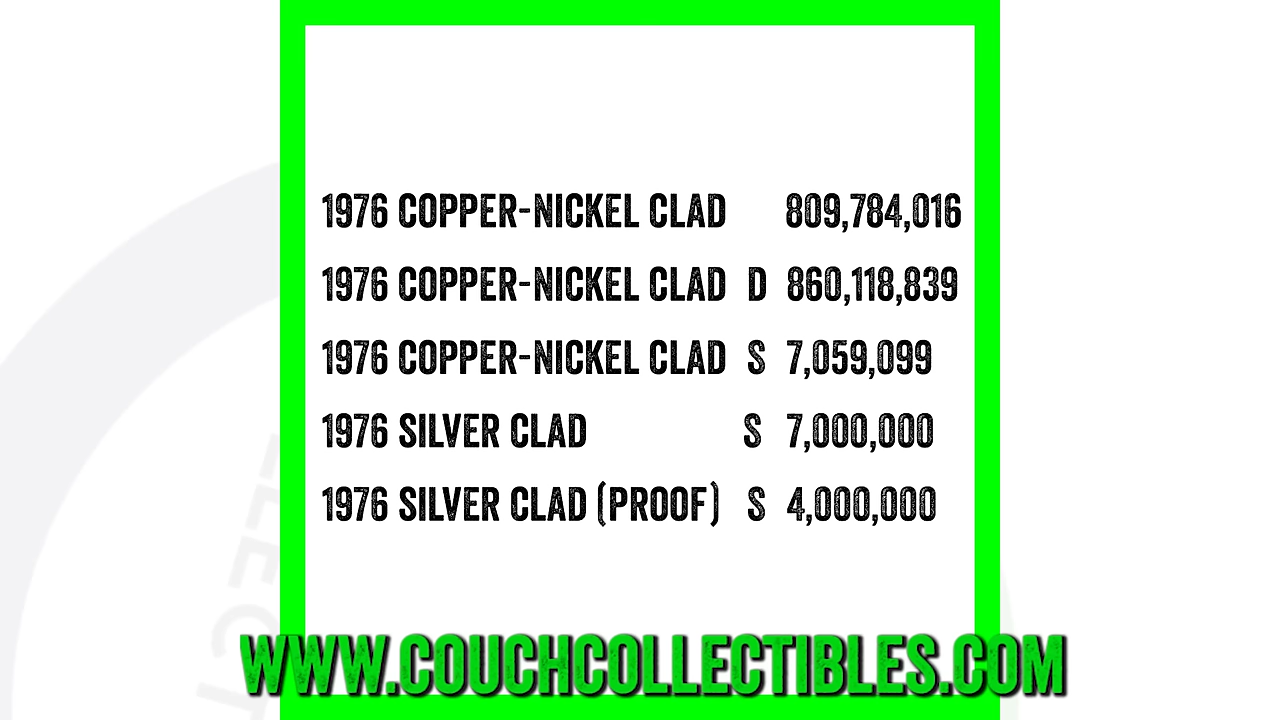 1976 COPPER-NICKEL CLAD 809,784,016
1976 COPPER-NICKEL CLAD D 860,118,839
1976 COPPER-NICKEL CLAD S 7,059,099
1976 SILVER CLAD S 7,000,000
1976 SILVER CLAD (PROOF) S 4,000,000
WWW.COUCHCOLLECTIBLES.COM